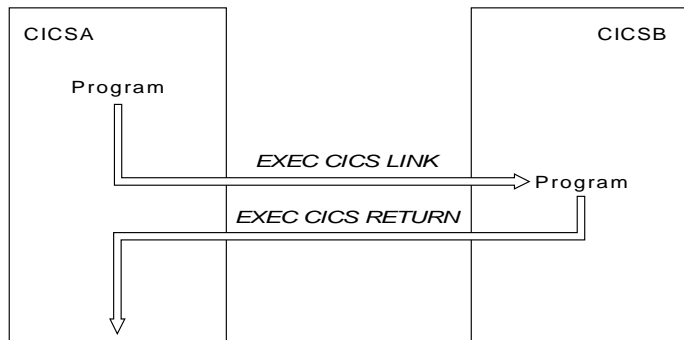 CICSA
CICSB
Program
EXEC CICS LINK
Program
EXEC CICS RETURN